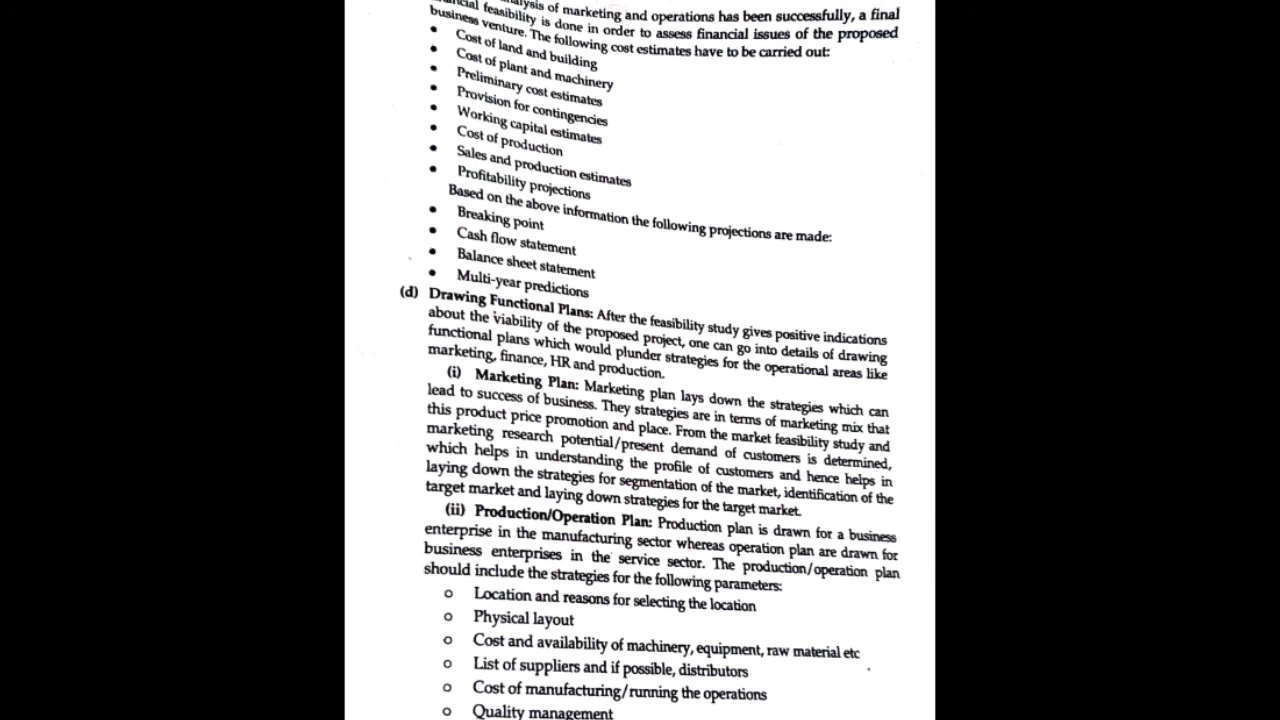 analysis of marketing and operations has been successfully, a final
feasibility is done in order to assess financial issues of the proposed
business venture. The following cost estimates have to be carried out:
• Cost of land and building
• Cost of plant and machinery
• Preliminary cost estimates
• Provision for contingencies
• Working capital estimates
• Cost of production
• Sales and production estimates
• Profitability projections
Based on the above information the following projections are made:
• Breaking point
• Cash flow statement
• Balance sheet statement
• Multi-year predictions
(d) Drawing Functional Plans: After the feasibility study gives positive indications
about the viability of the proposed project, one can go into details of drawing
functional plans which would plunder strategies for the operational areas like
marketing, finance, HR and production.
(i) Marketing Plan: Marketing plan lays down the strategies which can
lead to success of business. They strategies are in terms of marketing mix that
this product price promotion and place. From the market feasibility study and
marketing research potential/present demand of customers is determined,
which helps in understanding the profile of customers and hence helps in
laying down the strategies for segmentation of the market, identification of the
target market and laying down strategies for the target market.
(ii) Production/Operation Plan: Production plan is drawn for a business
enterprise in the manufacturing sector whereas operation plan are drawn for
business enterprises in the service sector. The production/operation plan
should include the strategies for the following parameters:
o Location and reasons for selecting the location
o Physical layout
o Cost and availability of machinery, equipment, raw material etc
o List of suppliers and if possible, distributors
o Cost of manufacturing/running the operations
o Quality management